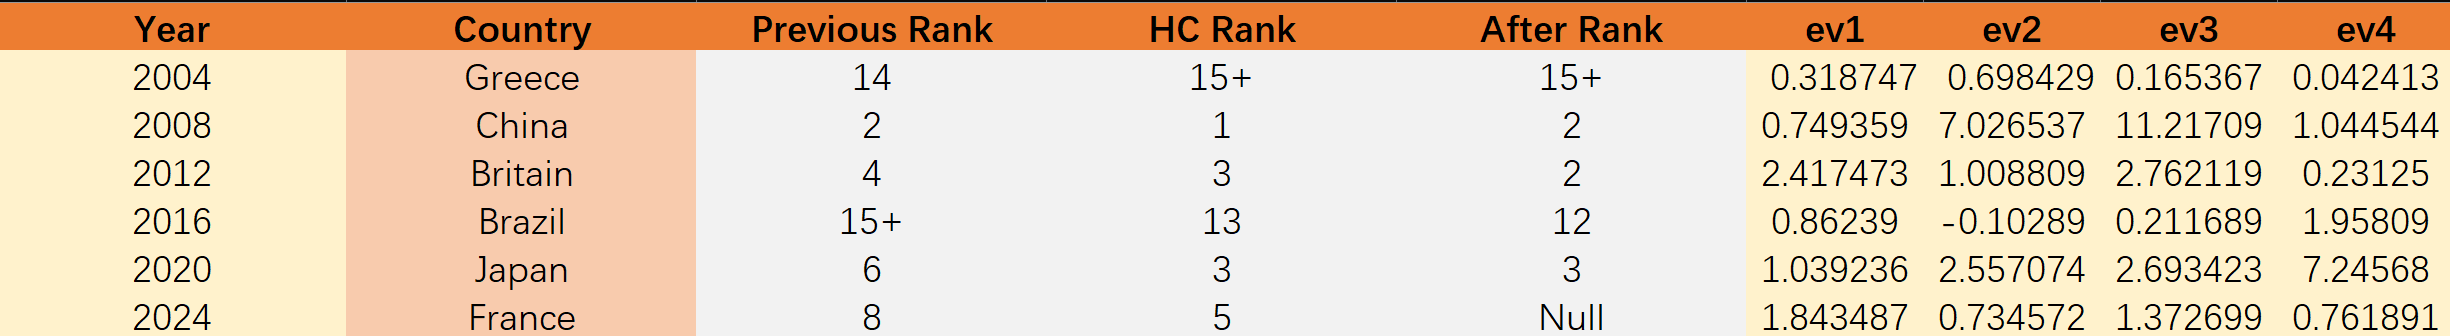 Year Country Previous Rank HC Rank After Rank ev1 ev2 ev3 ev4
2004 Greece 14 15+ 15+ 0.318747 0.698429 0.165367 0.042413
2008 China 2 1 2 0.749359 7.026537 11.21709 1.044544
2012 Britain 4 3 2 2.417473 1.008809 2.762119 0.23125
2016 Brazil 15+ 13 12 0.86239 -0.10289 0.211689 1.95809
2020 Japan 6 3 3 1.039236 2.557074 2.693423 7.24568
2024 France 8 5 Null 1.843487 0.734572 1.372699 0.761891